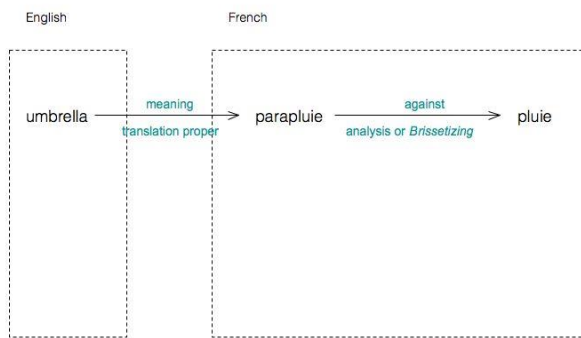 English
French
umbrella
meaning
translation proper
parapluie
against
analysis or Brissetizing
pluie